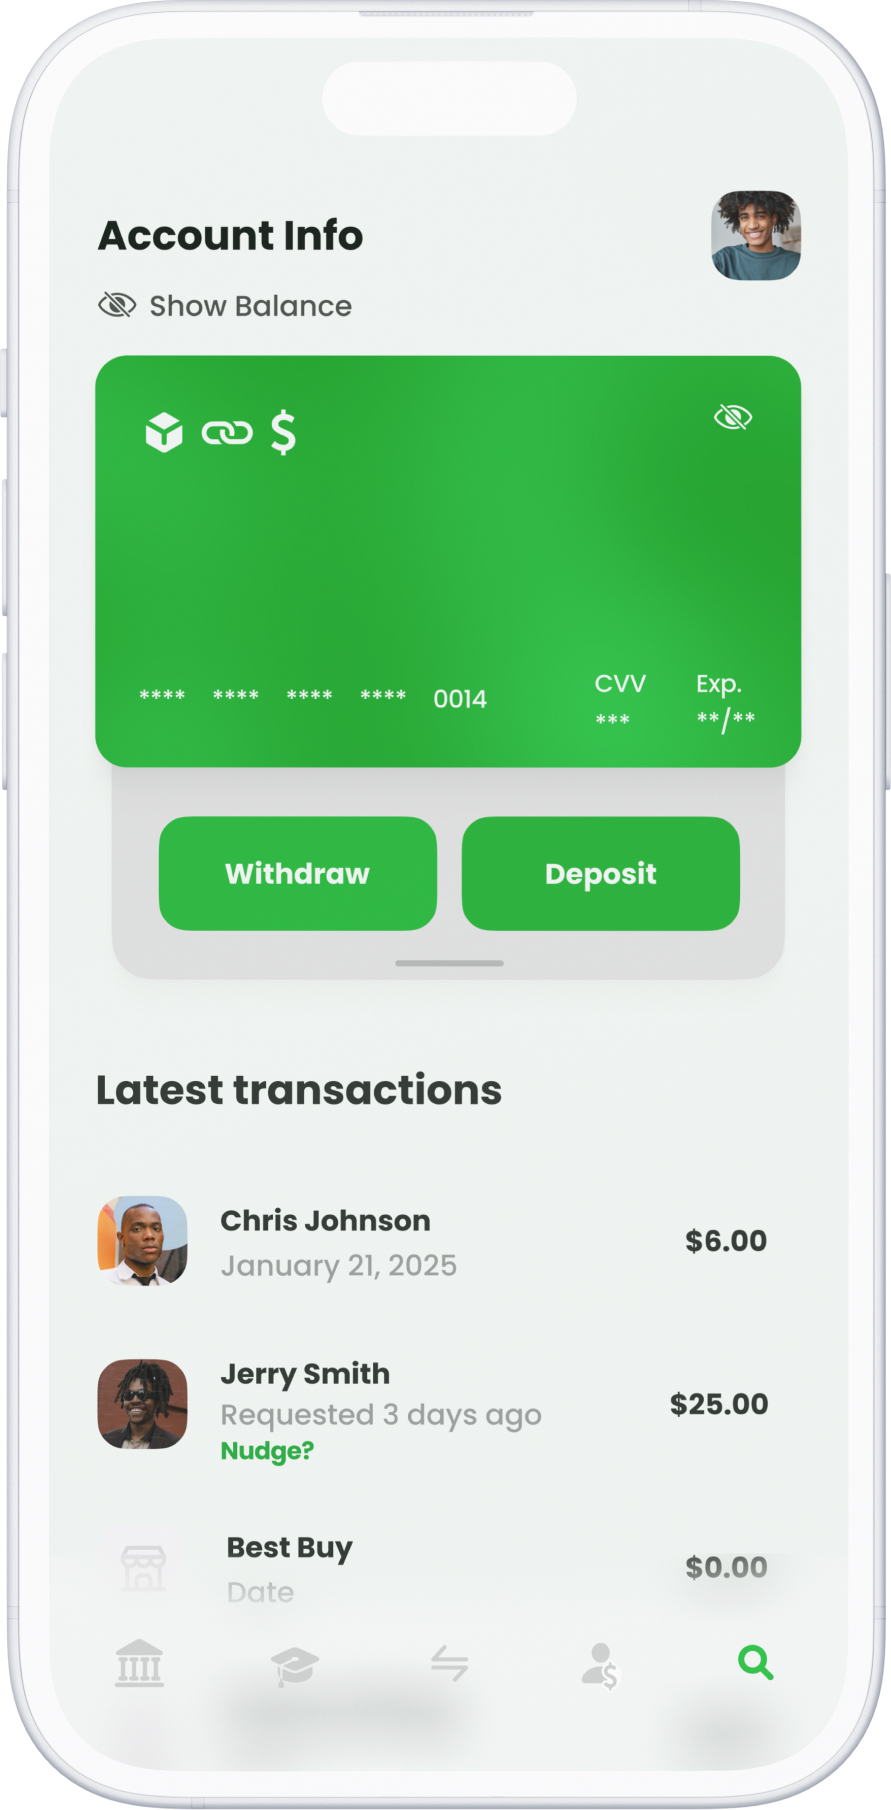 Account Info
Show Balance
$
**** **** **** **** 0014
CVV
***
Exp.
**/**
Withdraw
Deposit
Latest transactions
Chris Johnson
January 21, 2025
$6.00
Jerry Smith
Requested 3 days ago
Nudge?
$25.00
Best Buy
Date
$0.00